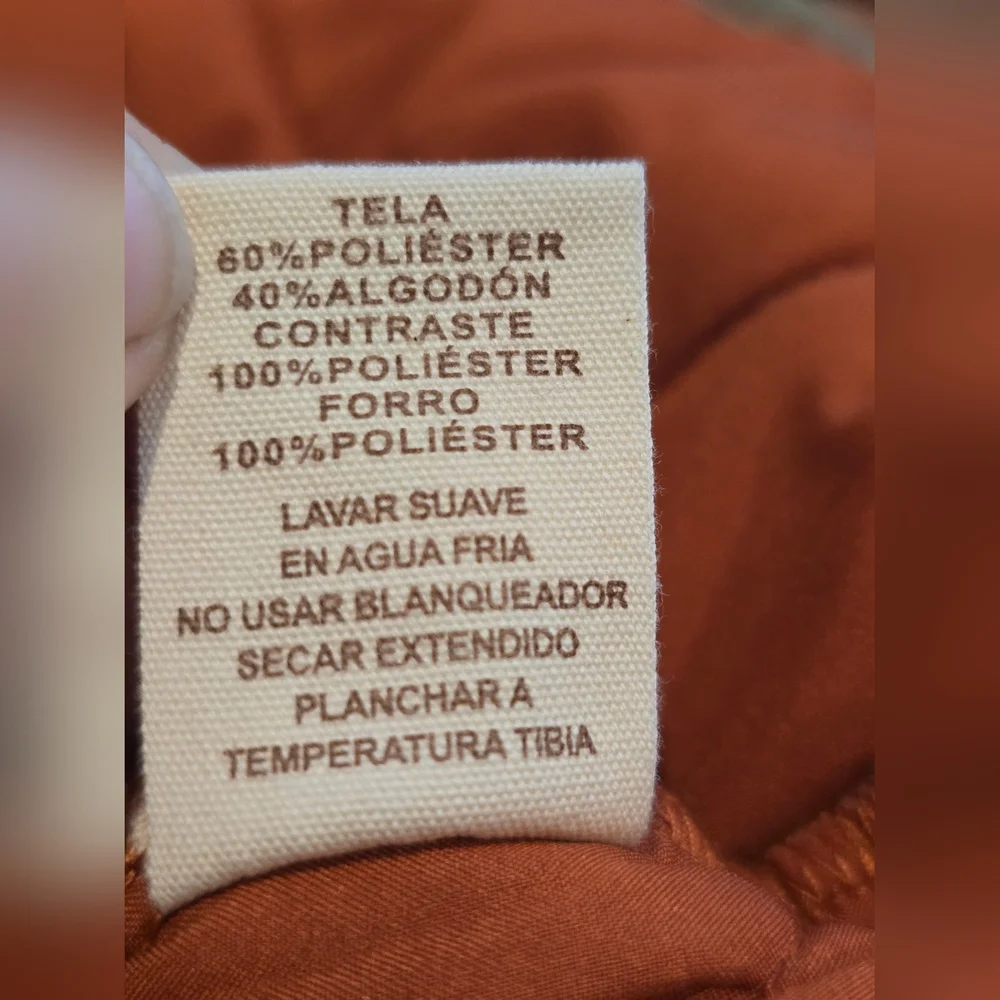 TELA
60%POLIÉSTER
40%ALGODÓN
CONTRASTE
100%POLIÉSTER
FORRO
100%POLIÉSTER
LAVAR SUAVE
EN AGUA FRIA
NO USAR BLANQUEADOR
SECAR EXTENDIDO
PLANCHAR A
TEMPERATURA TIBIA